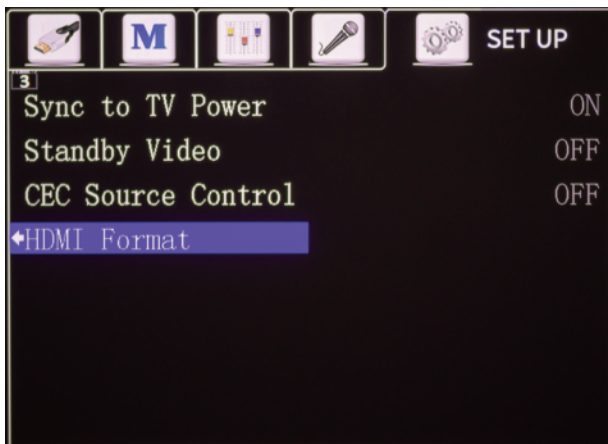 M
SET UP
3
Sync to TV Power ON
Standby Video OFF
CEC Source Control OFF
HDMI Format